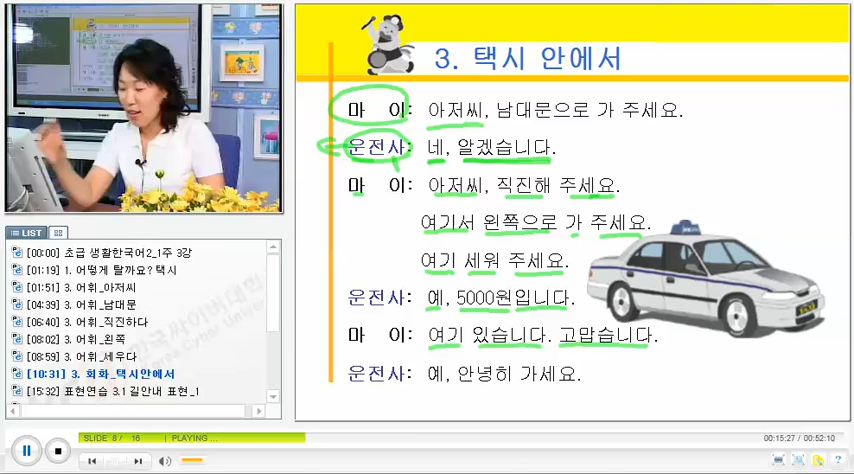 3. 택시 안에서
마 이: 아저씨, 남대문으로 가 주세요.
운전사: 네, 알겠습니다.
마 이: 아저씨, 직진해 주세요.
여기서 왼쪽으로 가 주세요.
여기 세워 주세요.
운전사: 예, 5000원입니다.
마 이: 여기 있습니다. 고맙습니다.
운전사: 예, 안녕히 가세요.
LIST
[00:00] 초급 생활한국어2_1주 3강
[01:19] 1. 어떻게 탈까요? 택시
[01:51] 3. 어휘_아저씨
[04:39] 3. 어휘_남대문
[06:40] 3. 어휘_직진하다
[08:02] 3. 어휘_왼쪽
[08:59] 3. 어휘_세우다
[10:31] 3. 회화_택시안에서
[15:32] 표현연습 3.1 길안내 표현_1
SLIDE 8 / 16 | PLAYING ...
00:15:27 / 00:52:10